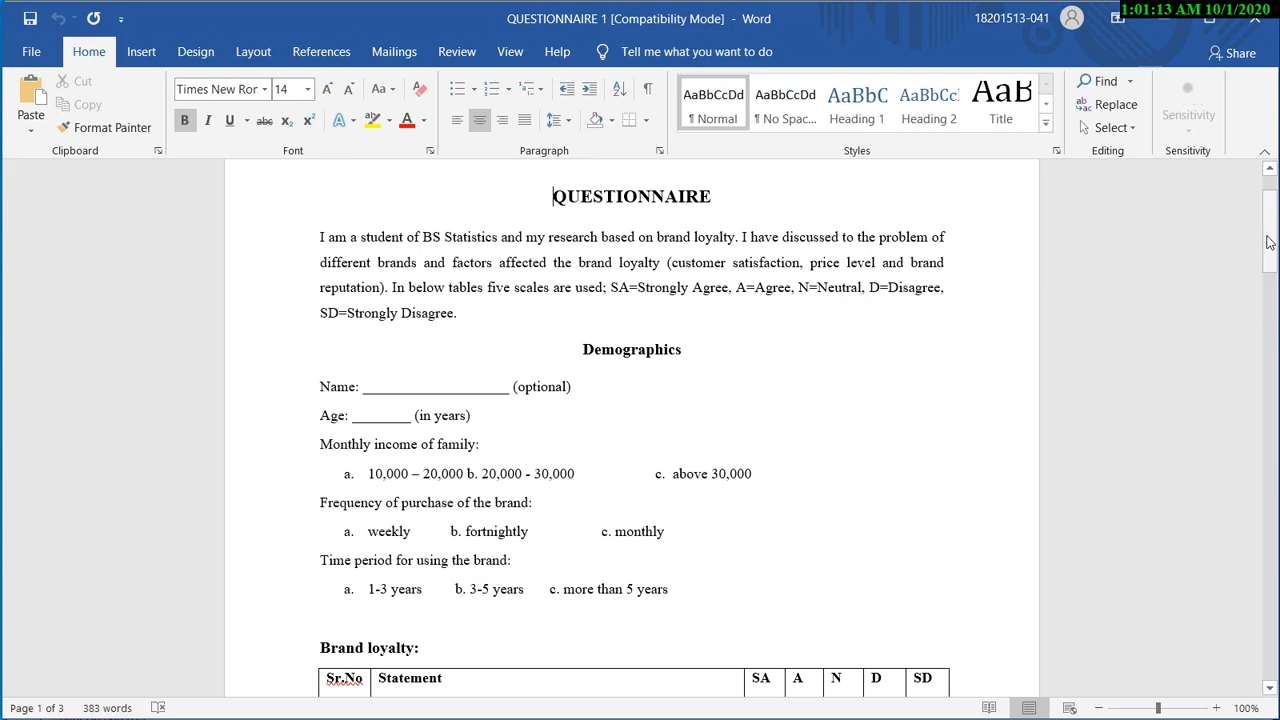 1:01:13 AM 10/1/2020
QUESTIONNAIRE 1 [Compatibility Mode] - Word
18201513-041
File Home Insert Design Layout References Mailings Review View Help Tell me what you want to do Share
Paste
Cut
Copy
Format Painter
Clipboard
Times New Ror 14
Font
Paragraph
AaBbCcDd AaBbCcDd AaBbC AaBbCc AaB
¶ Normal ¶ No Spac... Heading 1 Heading 2 Title
Styles
Find
Replace
Select
Editing
Sensitivity
Sensitivity
QUESTIONNAIRE
I am a student of BS Statistics and my research based on brand loyalty. I have discussed to the problem of
different brands and factors affected the brand loyalty (customer satisfaction, price level and brand
reputation). In below tables five scales are used; SA=Strongly Agree, A=Agree, N=Neutral, D=Disagree,
SD=Strongly Disagree.
Demographics
Name: ____________________ (optional)
Age: ________ (in years)
Monthly income of family:
a. 10,000 – 20,000 b. 20,000 - 30,000 c. above 30,000
Frequency of purchase of the brand:
a. weekly b. fortnightly c. monthly
Time period for using the brand:
a. 1-3 years b. 3-5 years c. more than 5 years
Brand loyalty:
Sr.No Statement SA A N D SD
Page 1 of 3 383 words 100%